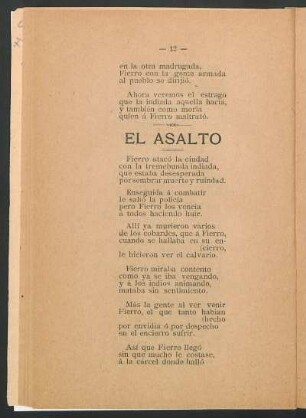 — 12 —
en la otra madrugada,
Fierro con la gente armada
al pueblo se dirijió.
Ahora veremos el estrago
que la indiada aquella hacía,
y tambien como moría
quien á Fierro maltrató.
EL ASALTO
Fierro atacó la ciudad
con la tremebunda indiada,
que estaba desesperada
por sembrar muerte y ruindad.
Enseguida á combatir
le salió la policía
pero Fierro los vencía
á todos haciendo huir.
Allí ya murieron varios
de los cobardes, que á Fierro,
cuando se hallaba en su en-
(cierro,
le hicieron ver el calvario.
Fierro miraba contento
como ya se iba vengando,
y á los indios animando
mataba sin sentimiento.
Más la gente al ver venir
Fierro, al que tanto habían
(hecho
por envidia ó por despecho
en el encierro sufrir.
Así que Fierro llegó
sin que mucho le costase,
á la cárcel donde halló